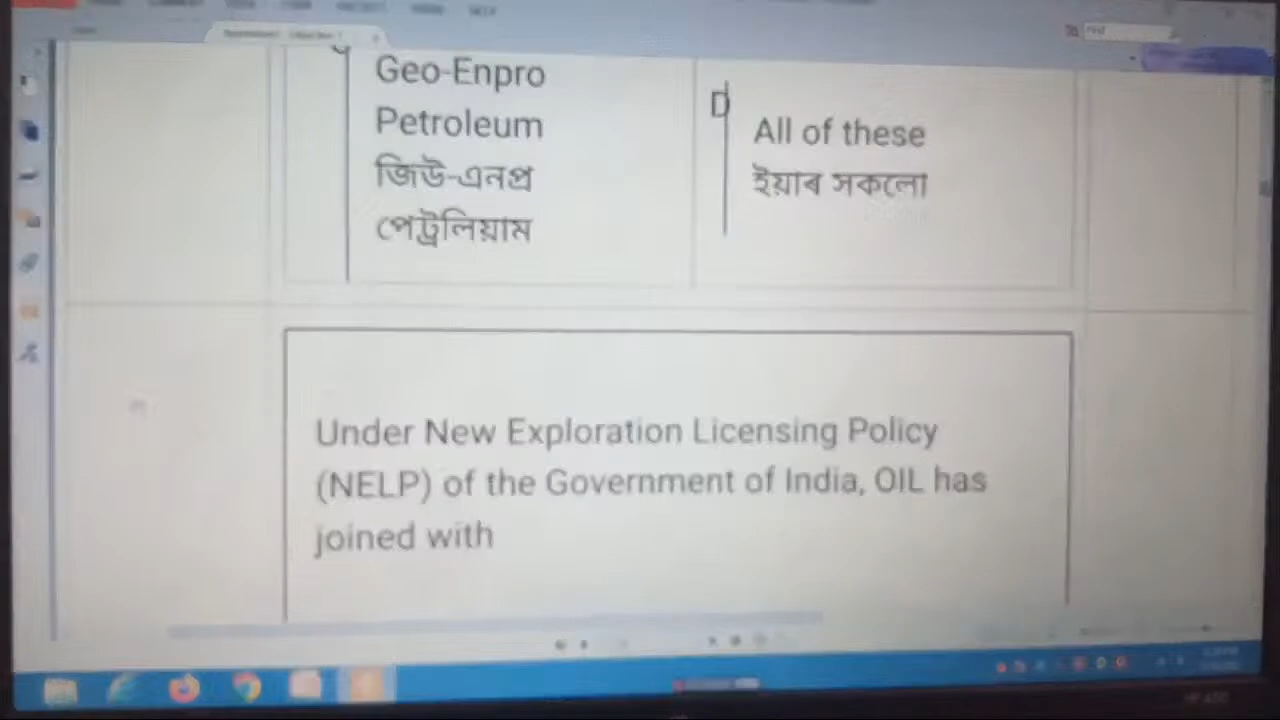 Geo-Enpro
Petroleum
জিউ-এনপ্ৰ
পেট্ৰলিয়াম
D
All of these
ইয়াৰ সকলো
Under New Exploration Licensing Policy
(NELP) of the Government of India, OIL has
joined with